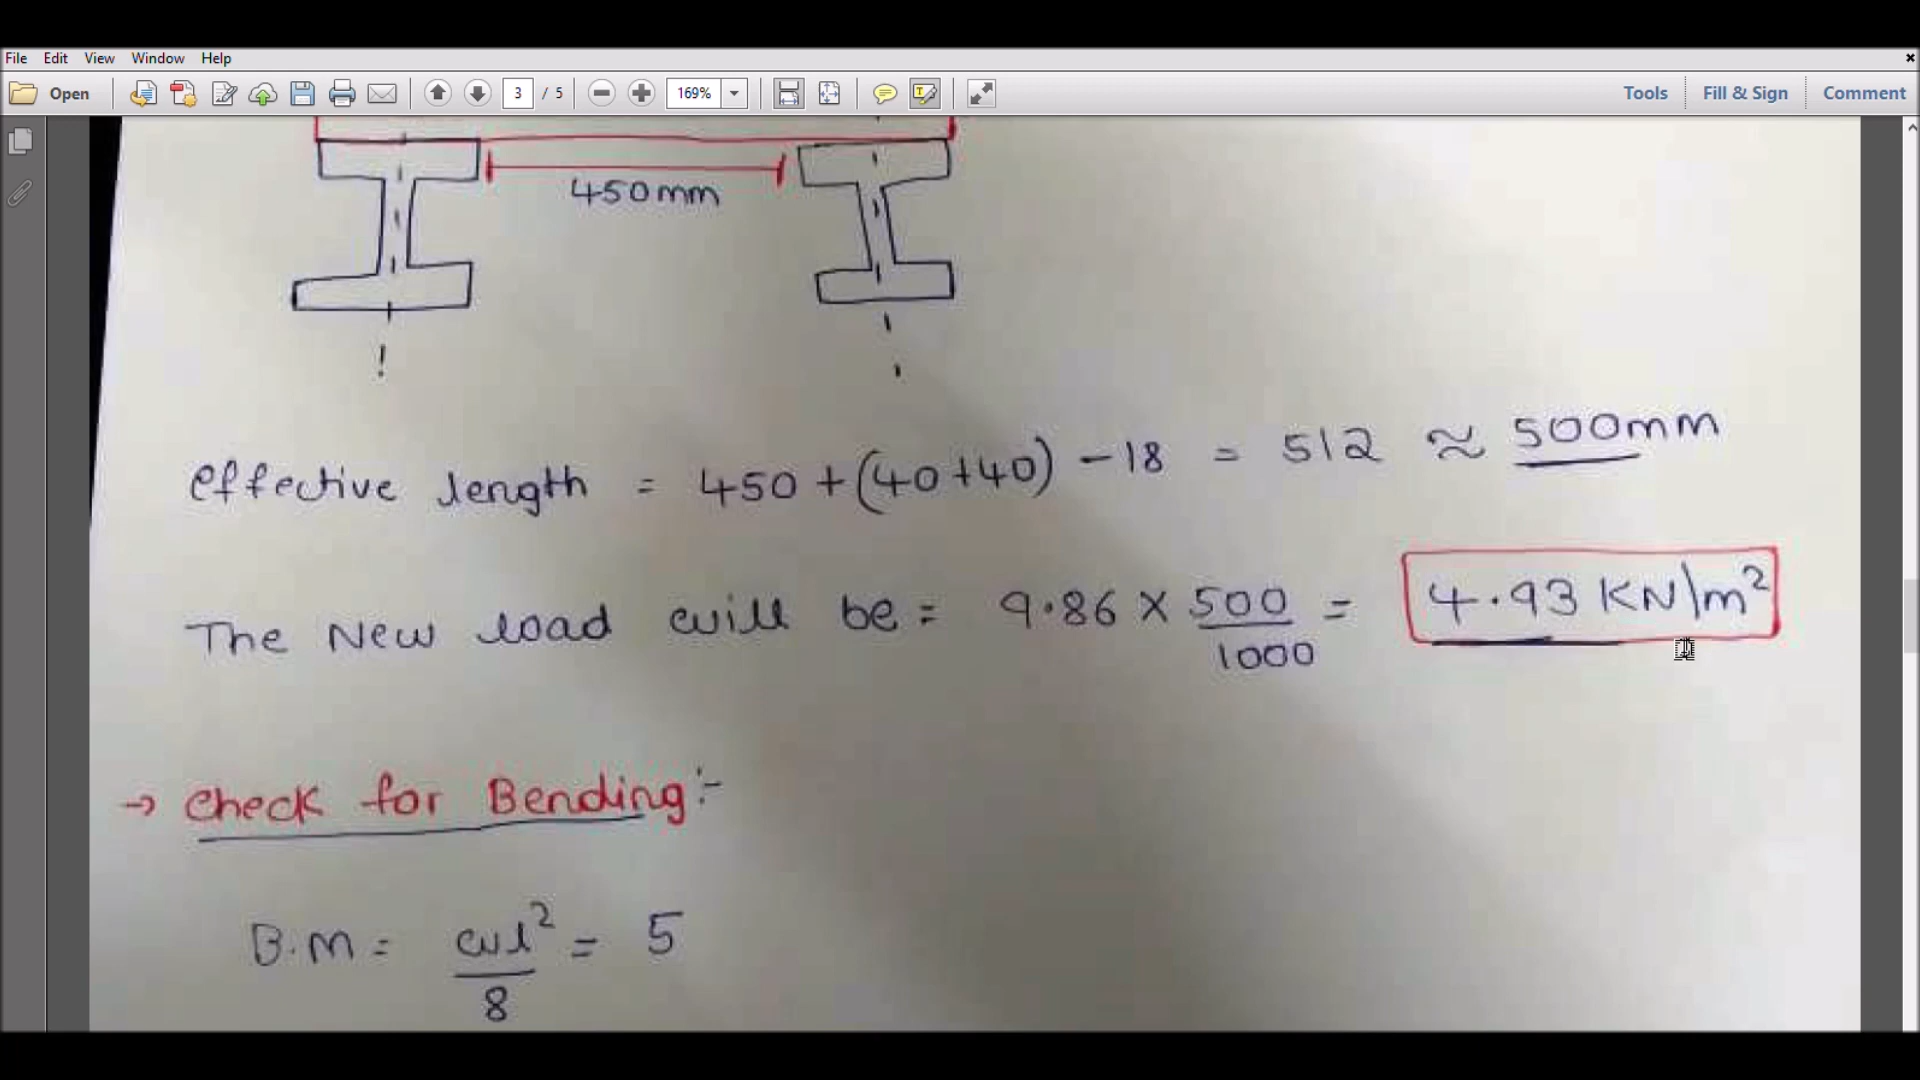 File Edit View Window Help
Open 3 / 5 169% Tools Fill & Sign Comment
450mm
effective length = 450 + (40+40) - 18 = 512 ≈ 500mm
The New load will be = 9.86 × 500/1000 = 4.93 KN/m²
→ check for Bending:-
B.M = wl²/8 = 5